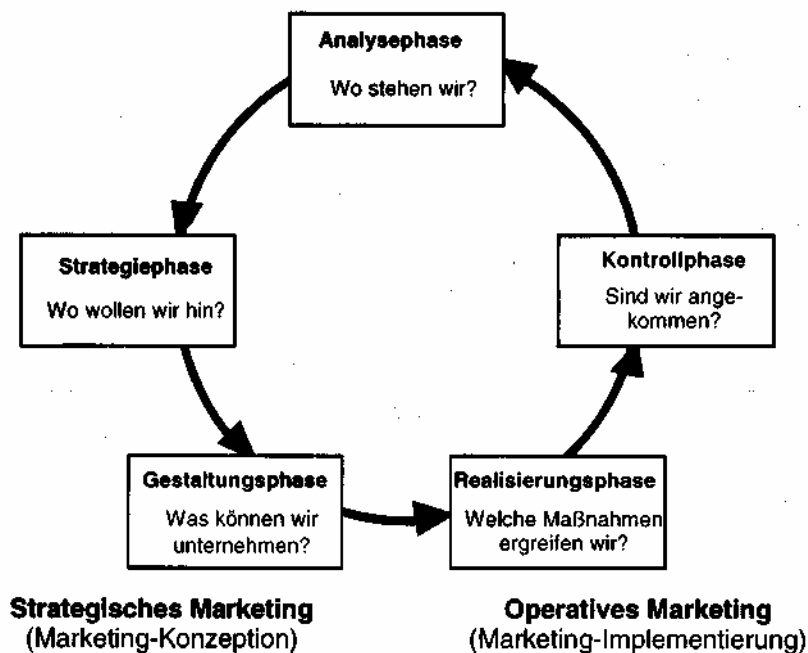 Analysephase
Wo stehen wir?
Strategiephase
Wo wollen wir hin?
Kontrollphase
Sind wir ange-
kommen?
Gestaltungsphase
Was können wir
unternehmen?
Realisierungsphase
Welche Maßnahmen
ergreifen wir?
Strategisches Marketing
(Marketing-Konzeption)
Operatives Marketing
(Marketing-Implementierung)